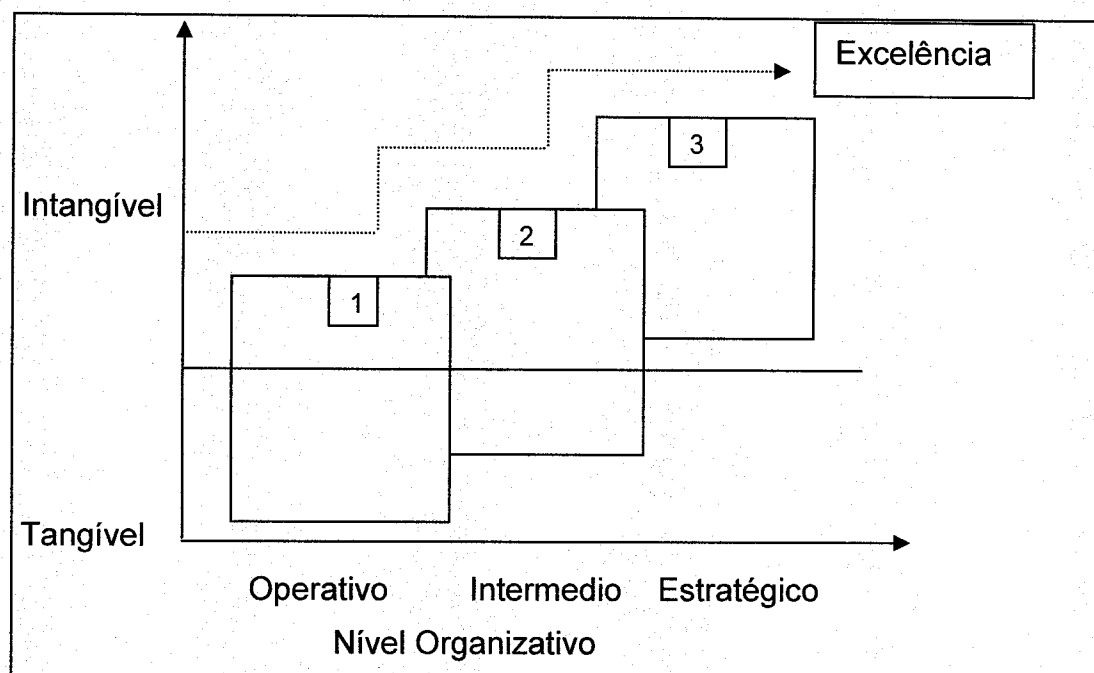 Excelência
3
Intangível
2
1
Tangível
Operativo Intermedio Estratégico
Nível Organizativo